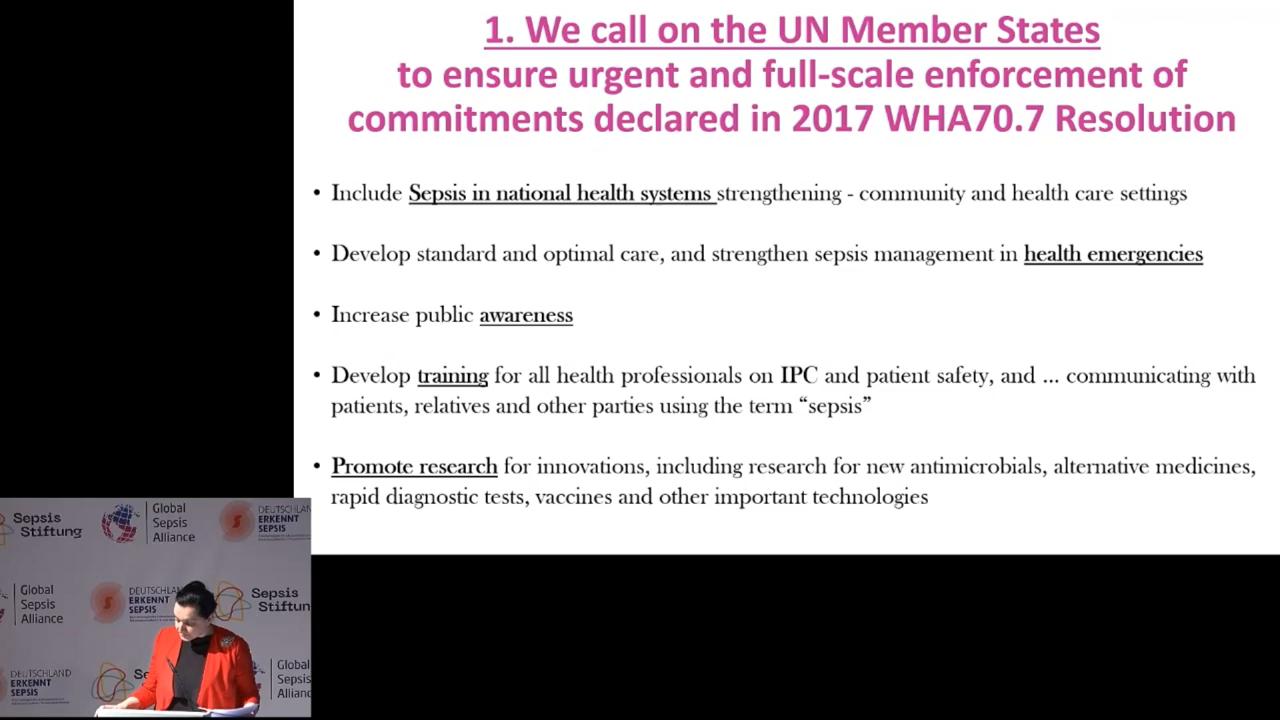 1. We call on the UN Member States
to ensure urgent and full-scale enforcement of
commitments declared in 2017 WHA70.7 Resolution
• Include Sepsis in national health systems strengthening - community and health care settings
• Develop standard and optimal care, and strengthen sepsis management in health emergencies
• Increase public awareness
• Develop training for all health professionals on IPC and patient safety, and ... communicating with
patients, relatives and other parties using the term “sepsis”
• Promote research for innovations, including research for new antimicrobials, alternative medicines,
rapid diagnostic tests, vaccines and other important technologies
Sepsis
Stiftung
Global
Sepsis
Alliance
DEUTSCHLAND
ERKENNT
SEPSIS
Global
Sepsis
Alliance
DEUTSCHLAND
ERKENNT
SEPSIS
Sepsis
Stiftun
DEUTSCHLAND
ERKENNT
SEPSIS
Global
Sepsis
Allianc